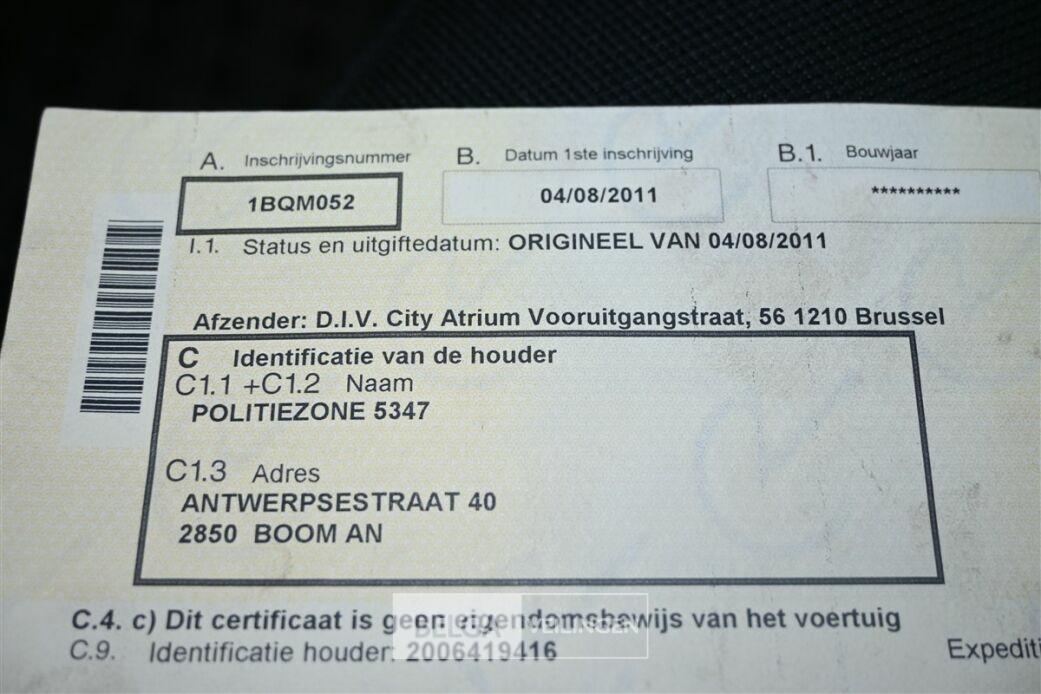 A. Inschrijvingsnummer B. Datum 1ste inschrijving B.1. Bouwjaar
1BQM052 04/08/2011 **********
I.1. Status en uitgiftedatum: ORIGINEEL VAN 04/08/2011
Afzender: D.I.V. City Atrium Vooruitgangstraat, 56 1210 Brussel
C Identificatie van de houder
C1.1 +C1.2 Naam
POLITIEZONE 5347
C1.3 Adres
ANTWERPSESTRAAT 40
2850 BOOM AN
C.4. c) Dit certificaat is geen eigendomsbewijs van het voertuig
BELGA VEILINGEN
C.9. Identificatie houder: 2006419416 Expediti